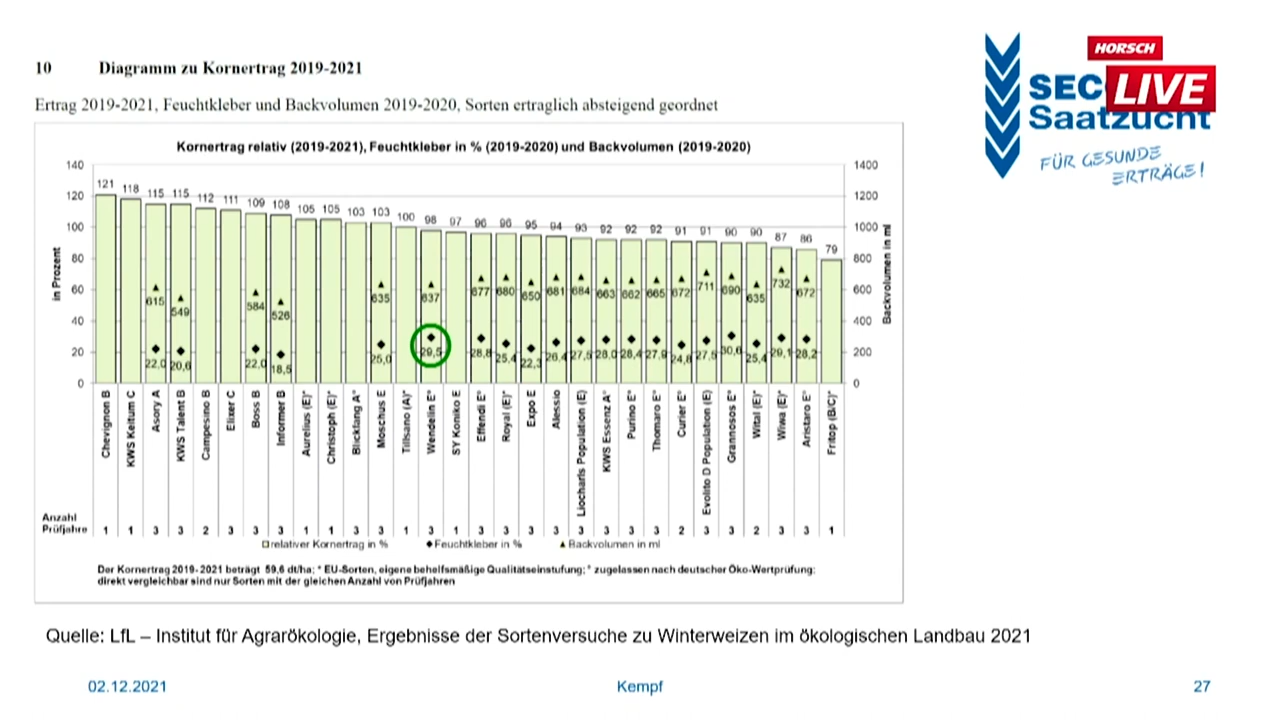 10 Diagramm zu Kornertrag 2019-2021
Ertrag 2019-2021, Feuchtkleber und Backvolumen 2019-2020, Sorten ertraglich absteigend geordnet
HORSCH
LIVE
SEC
Saatzucht
FÜR GESUNDE
ERTRÄGE!
Kornertrag relativ (2019-2021), Feuchtkleber in % (2019-2020) und Backvolumen (2019-2020)
140 120 100 80 60 40 20 0
in Prozent
1400 1200 1000 800 600 400 200 0
Backvolumen in ml
121 118 115 115 112 111 109 108 105 105 103 103 100 98 97 96 96 95 94 93 92 92 92 91 91 90 90 87 86 79
615 549 584 526 635 637 677 680 650 681 684 663 662 665 672 711 690 635 732 672
22,0 20,6 22,0 18,5 25,0 29,5 28,8 25,4 22,3 26,4 27,5 28,0 28,4 27,9 24,8 27,5 30,6 25,4 29,1 28,2
Chevignon B
KWS Keitum C
Asory A
KWS Talent B
Campesino B
Elixer C
Boss B
Informer B
Aurelius (E)*
Christoph (E)*
Blickfang A°
Moschus E
Tillsano (A)*
Wendelin E°
SY Koniko E
Effendi E°
Royal (E)*
Expo E
Alessio
Liocharls Population (E)
KWS Essenz A°
Purino E°
Thomaro E°
Curier E°
Evolito D Population (E)
Grannosos E°
Wital (E)*
Wiwa (E)*
Aristaro E°
Fritop (B/C)*
Anzahl
Prüfjahre 1 1 3 3 2 3 3 3 1 1 3 3 1 3 1 3 3 3 3 3 3 3 3 2 3 3 2 3 3 1
relativer Kornertrag in % Feuchtkleber in % Backvolumen in ml
Der Kornertrag 2019- 2021 beträgt 59,6 dt/ha; * EU-Sorten, eigene behelfsmäßige Qualitätseinstufung; ° zugelassen nach deutscher Öko-Wertprüfung;
direkt vergleichbar sind nur Sorten mit der gleichen Anzahl von Prüfjahren
Quelle: LfL – Institut für Agrarökologie, Ergebnisse der Sortenversuche zu Winterweizen im ökologischen Landbau 2021
02.12.2021 Kempf 27